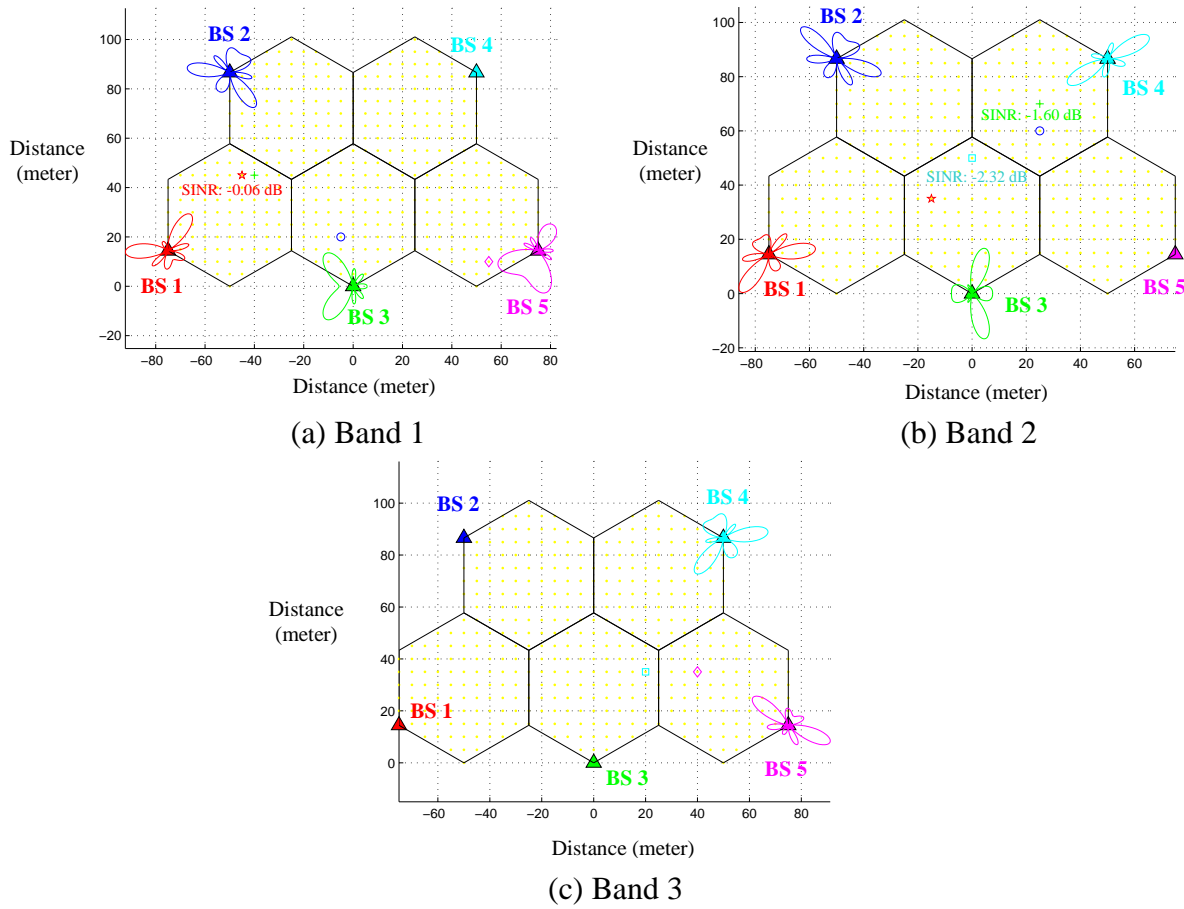 BS 2
BS 4
100
80
60
40
20
0
−20
Distance
(meter)
SINR: -0.06 dB
BS 1
BS 3
BS 5
−80 −60 −40 −20 0 20 40 60 80
Distance (meter)
(a) Band 1
BS 2
BS 4
100
80
60
40
20
0
−20
Distance
(meter)
SINR: -1.60 dB
SINR: -2.32 dB
BS 1
BS 3
BS 5
−80 −60 −40 −20 0 20 40 60
Distance (meter)
(b) Band 2
BS 2
BS 4
100
80
60
40
20
0
Distance
(meter)
BS 1
BS 3
BS 5
−60 −40 −20 0 20 40 60 80
Distance (meter)
(c) Band 3